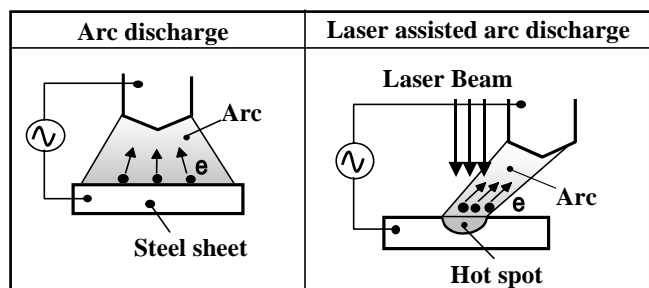 Arc discharge
Arc
e
Steel sheet
Laser assisted arc discharge
Laser Beam
Arc
e
Hot spot